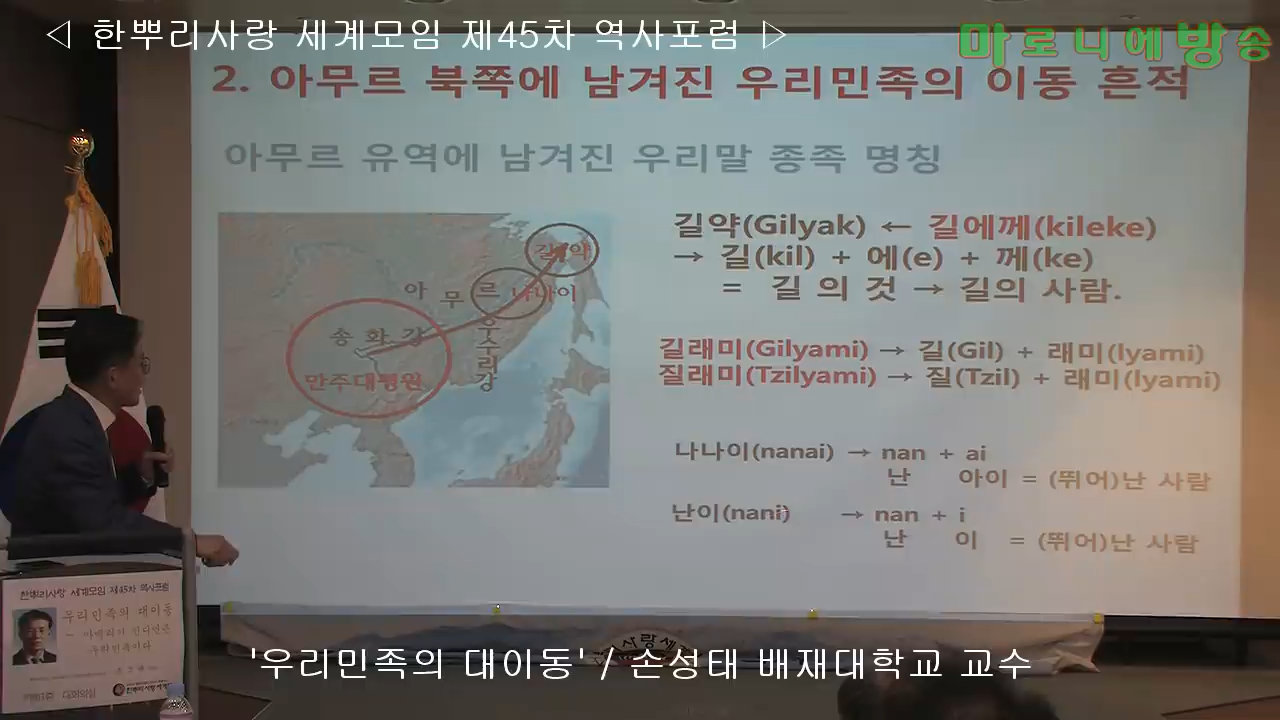 ◁ 한뿌리사랑 세계모임 제45차 역사포럼 ▷
마로니에방송
2. 아무르 북쪽에 남겨진 우리민족의 이동 흔적
아무르 유역에 남겨진 우리말 종족 명칭
길약
아 무 르 나나이
송 화 강
우수리강
만주대평원
길약(Gilyak) ← 길에께(kileke)
→ 길(kil) + 에(e) + 께(ke)
= 길 의 것 → 길의 사람.
길래미(Gilyami) → 길(Gil) + 래미(lyami)
질래미(Tzilyami) → 질(Tzil) + 래미(lyami)
나나이(nanai) → nan + ai
난 아이 = (뛰어)난 사람
난이(nani) → nan + i
난 이 = (뛰어)난 사람
한뿌리사랑 세계모임 제45차 역사포럼
우리민족의 대이동
우리민족이다
사랑세
'우리민족의 대이동' / 손성태 배재대학교 교수